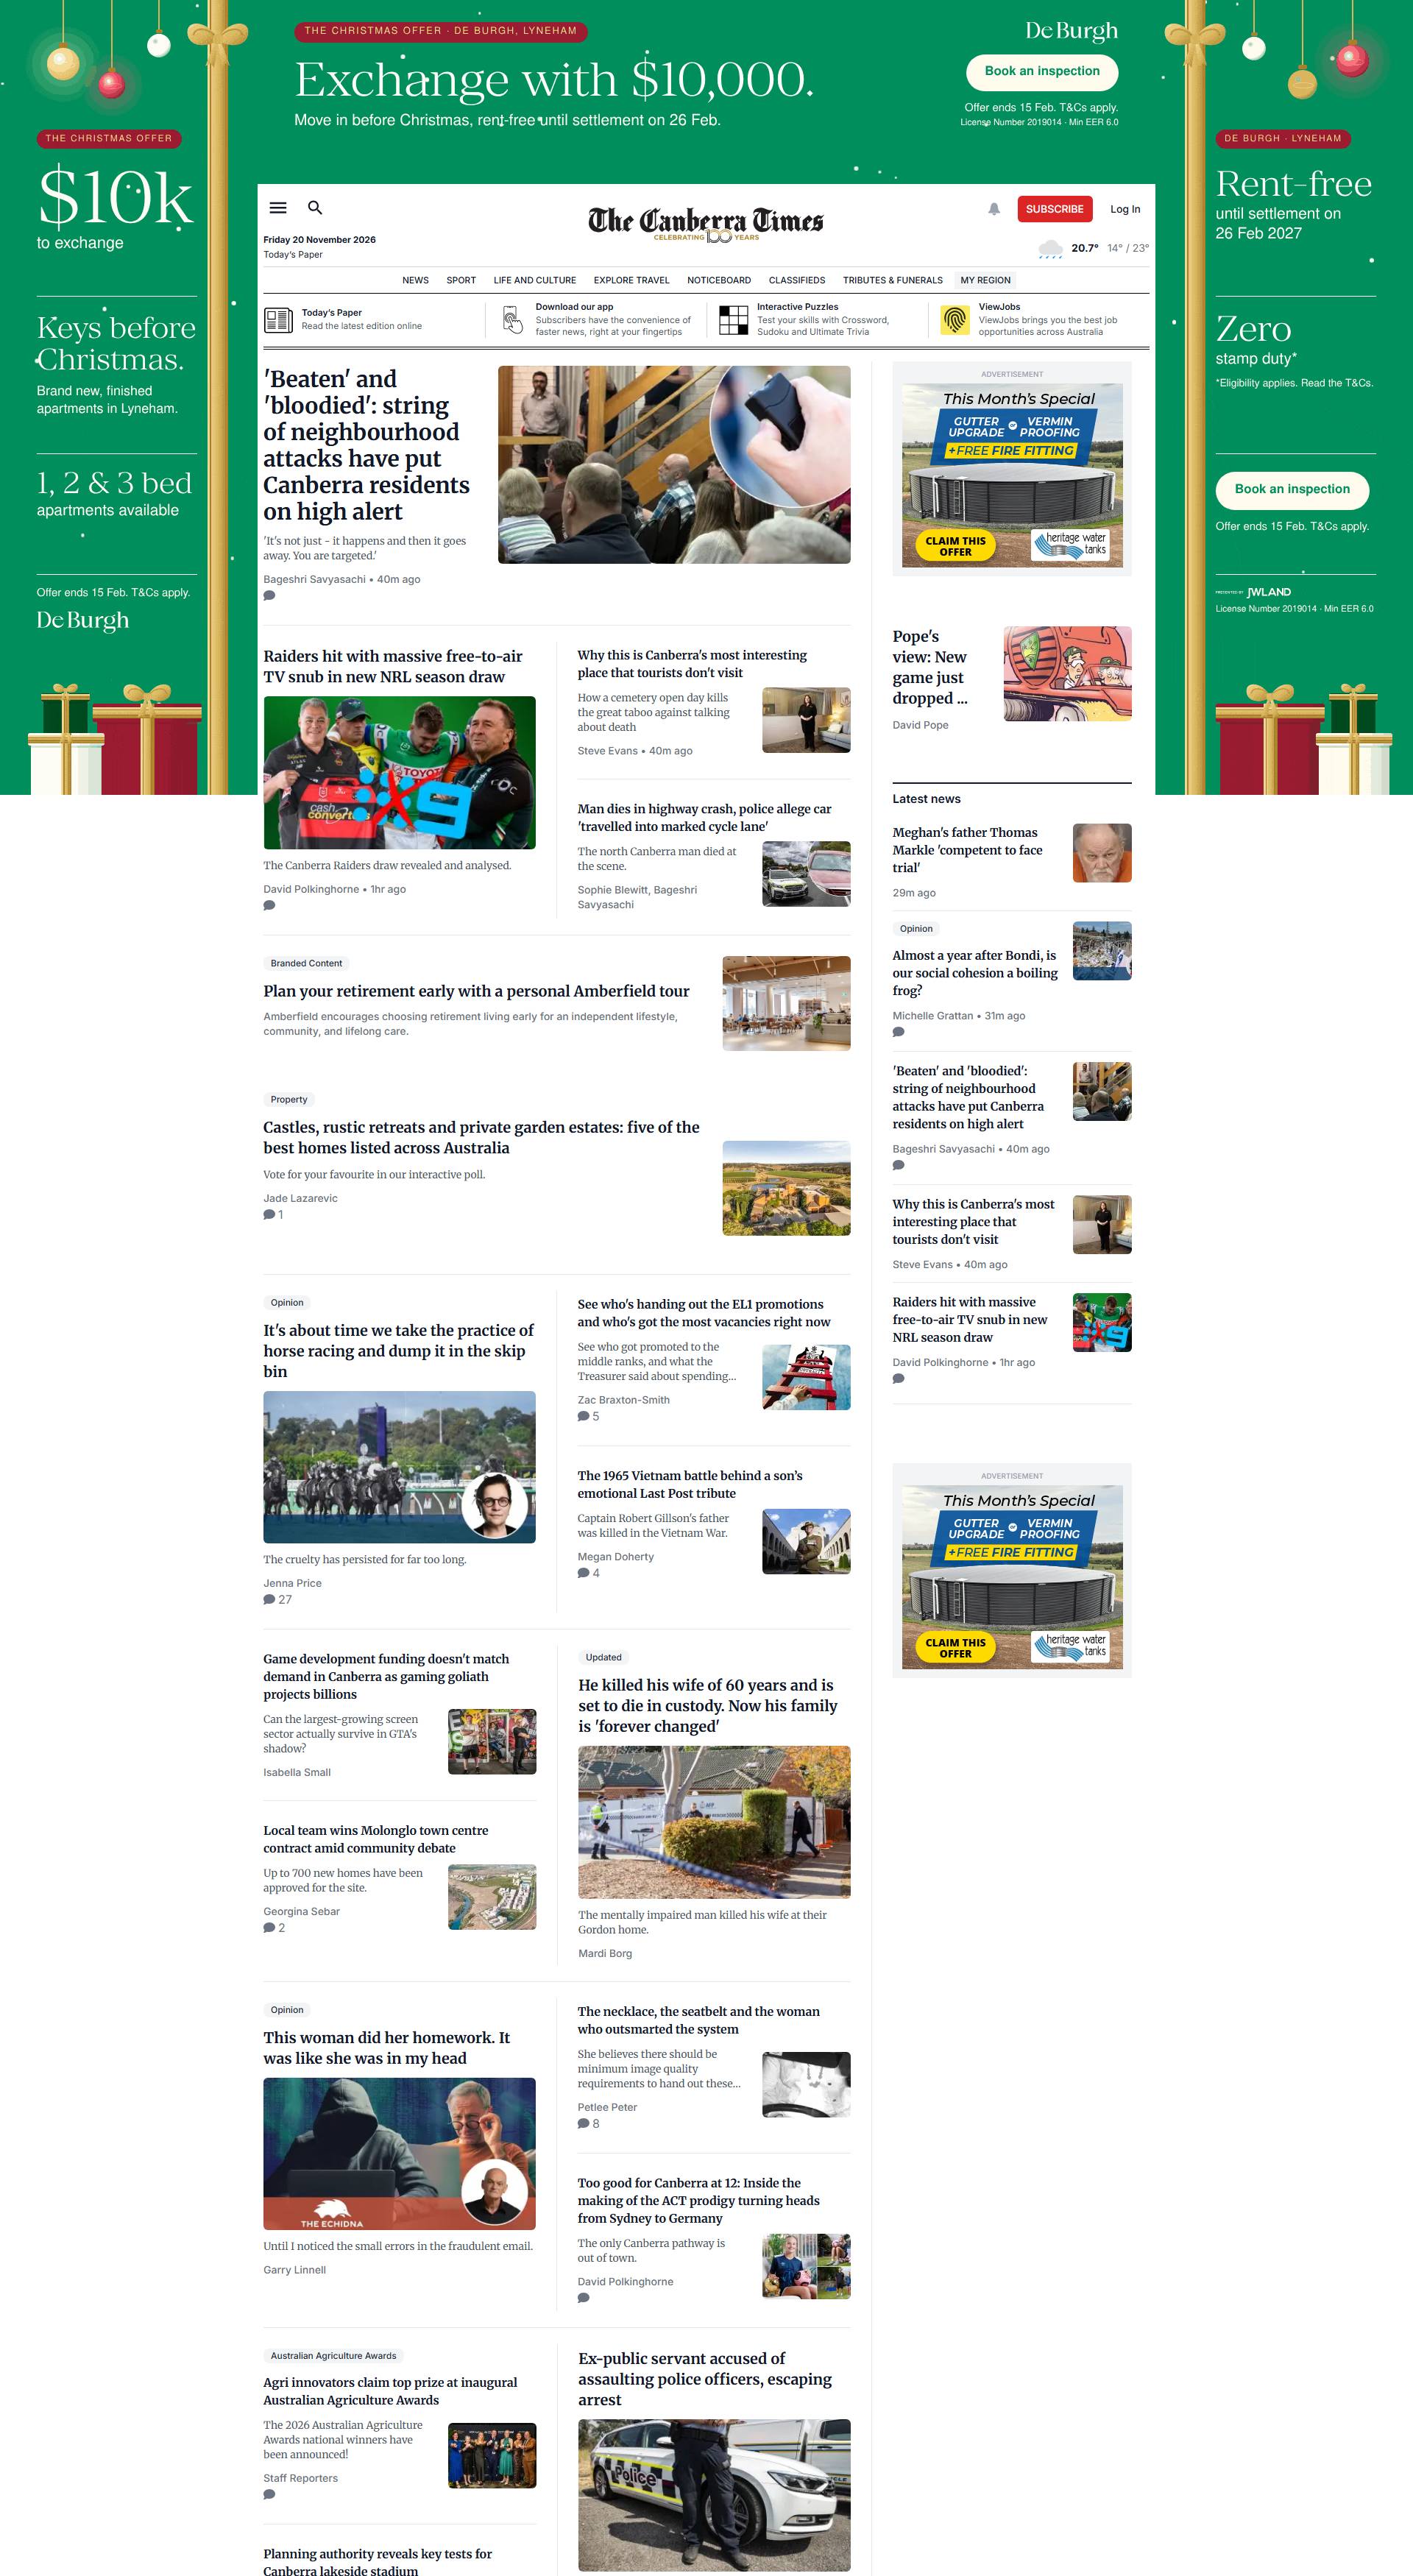 THE CHRISTMAS OFFER · DE BURGH, LYNEHAM
Exchange with $10,000.
Move in before Christmas, rent-free until settlement on 26 Feb.
De Burgh
Book an inspection
Offer ends 15 Feb. T&Cs apply.
License Number 2019014 · Min EER 6.0
THE CHRISTMAS OFFER
$10k
to exchange
Keys before
Christmas.
Brand new, finished
apartments in Lyneham.
1, 2 & 3 bed
apartments available
Offer ends 15 Feb. T&Cs apply.
De Burgh
DE BURGH · LYNEHAM
Rent-free
until settlement on
26 Feb 2027
Zero
stamp duty*
*Eligibility applies. Read the T&Cs.
Book an inspection
Offer ends 15 Feb. T&Cs apply.
PRESENTED BY JWLAND
License Number 2019014 · Min EER 6.0
The Canberra Times
CELEBRATING 100 YEARS
SUBSCRIBE
Log In
Friday 20 November 2026
Today's Paper
20.7° 14° / 23°
NEWS SPORT LIFE AND CULTURE EXPLORE TRAVEL NOTICEBOARD CLASSIFIEDS TRIBUTES & FUNERALS MY REGION
Today's Paper
Read the latest edition online
Download our app
Subscribers have the convenience of
faster news, right at your fingertips
Interactive Puzzles
Test your skills with Crossword,
Sudoku and Ultimate Trivia
ViewJobs
ViewJobs brings you the best job
opportunities across Australia
'Beaten' and
'bloodied': string
of neighbourhood
attacks have put
Canberra residents
on high alert
'It's not just - it happens and then it goes
away. You are targeted.'
Bageshri Savyasachi • 40m ago
Raiders hit with massive free-to-air
TV snub in new NRL season draw
TOYO
cash
converters
x9
The Canberra Raiders draw revealed and analysed.
David Polkinghorne • 1hr ago
Why this is Canberra's most interesting
place that tourists don't visit
How a cemetery open day kills
the great taboo against talking
about death
Steve Evans • 40m ago
Man dies in highway crash, police allege car
'travelled into marked cycle lane'
The north Canberra man died at
the scene.
Sophie Blewitt, Bageshri
Savyasachi
Branded Content
Plan your retirement early with a personal Amberfield tour
Amberfield encourages choosing retirement living early for an independent lifestyle,
community, and lifelong care.
Property
Castles, rustic retreats and private garden estates: five of the
best homes listed across Australia
Vote for your favourite in our interactive poll.
Jade Lazarevic
1
Opinion
It's about time we take the practice of
horse racing and dump it in the skip
bin
The cruelty has persisted for far too long.
Jenna Price
27
See who's handing out the EL1 promotions
and who's got the most vacancies right now
See who got promoted to the
middle ranks, and what the
Treasurer said about spending...
Zac Braxton-Smith
5
The 1965 Vietnam battle behind a son's
emotional Last Post tribute
Captain Robert Gillson's father
was killed in the Vietnam War.
Megan Doherty
4
Game development funding doesn't match
demand in Canberra as gaming goliath
projects billions
Can the largest-growing screen
sector actually survive in GTA's
shadow?
Isabella Small
Local team wins Molonglo town centre
contract amid community debate
Up to 700 new homes have been
approved for the site.
Georgina Sebar
2
Updated
He killed his wife of 60 years and is
set to die in custody. Now his family
is 'forever changed'
The mentally impaired man killed his wife at their
Gordon home.
Mardi Borg
Opinion
This woman did her homework. It
was like she was in my head
THE ECHIDNA
Until I noticed the small errors in the fraudulent email.
Garry Linnell
The necklace, the seatbelt and the woman
who outsmarted the system
She believes there should be
minimum image quality
requirements to hand out these...
Petlee Peter
8
Too good for Canberra at 12: Inside the
making of the ACT prodigy turning heads
from Sydney to Germany
The only Canberra pathway is
out of town.
David Polkinghorne
Australian Agriculture Awards
Agri innovators claim top prize at inaugural
Australian Agriculture Awards
The 2026 Australian Agriculture
Awards national winners have
been announced!
Staff Reporters
Planning authority reveals key tests for
Canberra lakeside stadium
Ex-public servant accused of
assaulting police officers, escaping
arrest
Police
ADVERTISEMENT
This Month's Special
GUTTER UPGRADE or VERMIN PROOFING
+FREE FIRE FITTING
CLAIM THIS
OFFER
heritage water
tanks
Pope's
view: New
game just
dropped ...
David Pope
Latest news
Meghan's father Thomas
Markle 'competent to face
trial'
29m ago
Opinion
Almost a year after Bondi, is
our social cohesion a boiling
frog?
Michelle Grattan • 31m ago
'Beaten' and 'bloodied':
string of neighbourhood
attacks have put Canberra
residents on high alert
Bageshri Savyasachi • 40m ago
Why this is Canberra's most
interesting place that
tourists don't visit
Steve Evans • 40m ago
Raiders hit with massive
free-to-air TV snub in new
NRL season draw
David Polkinghorne • 1hr ago
ADVERTISEMENT
This Month's Special
GUTTER UPGRADE or VERMIN PROOFING
+FREE FIRE FITTING
CLAIM THIS
OFFER
heritage water
tanks